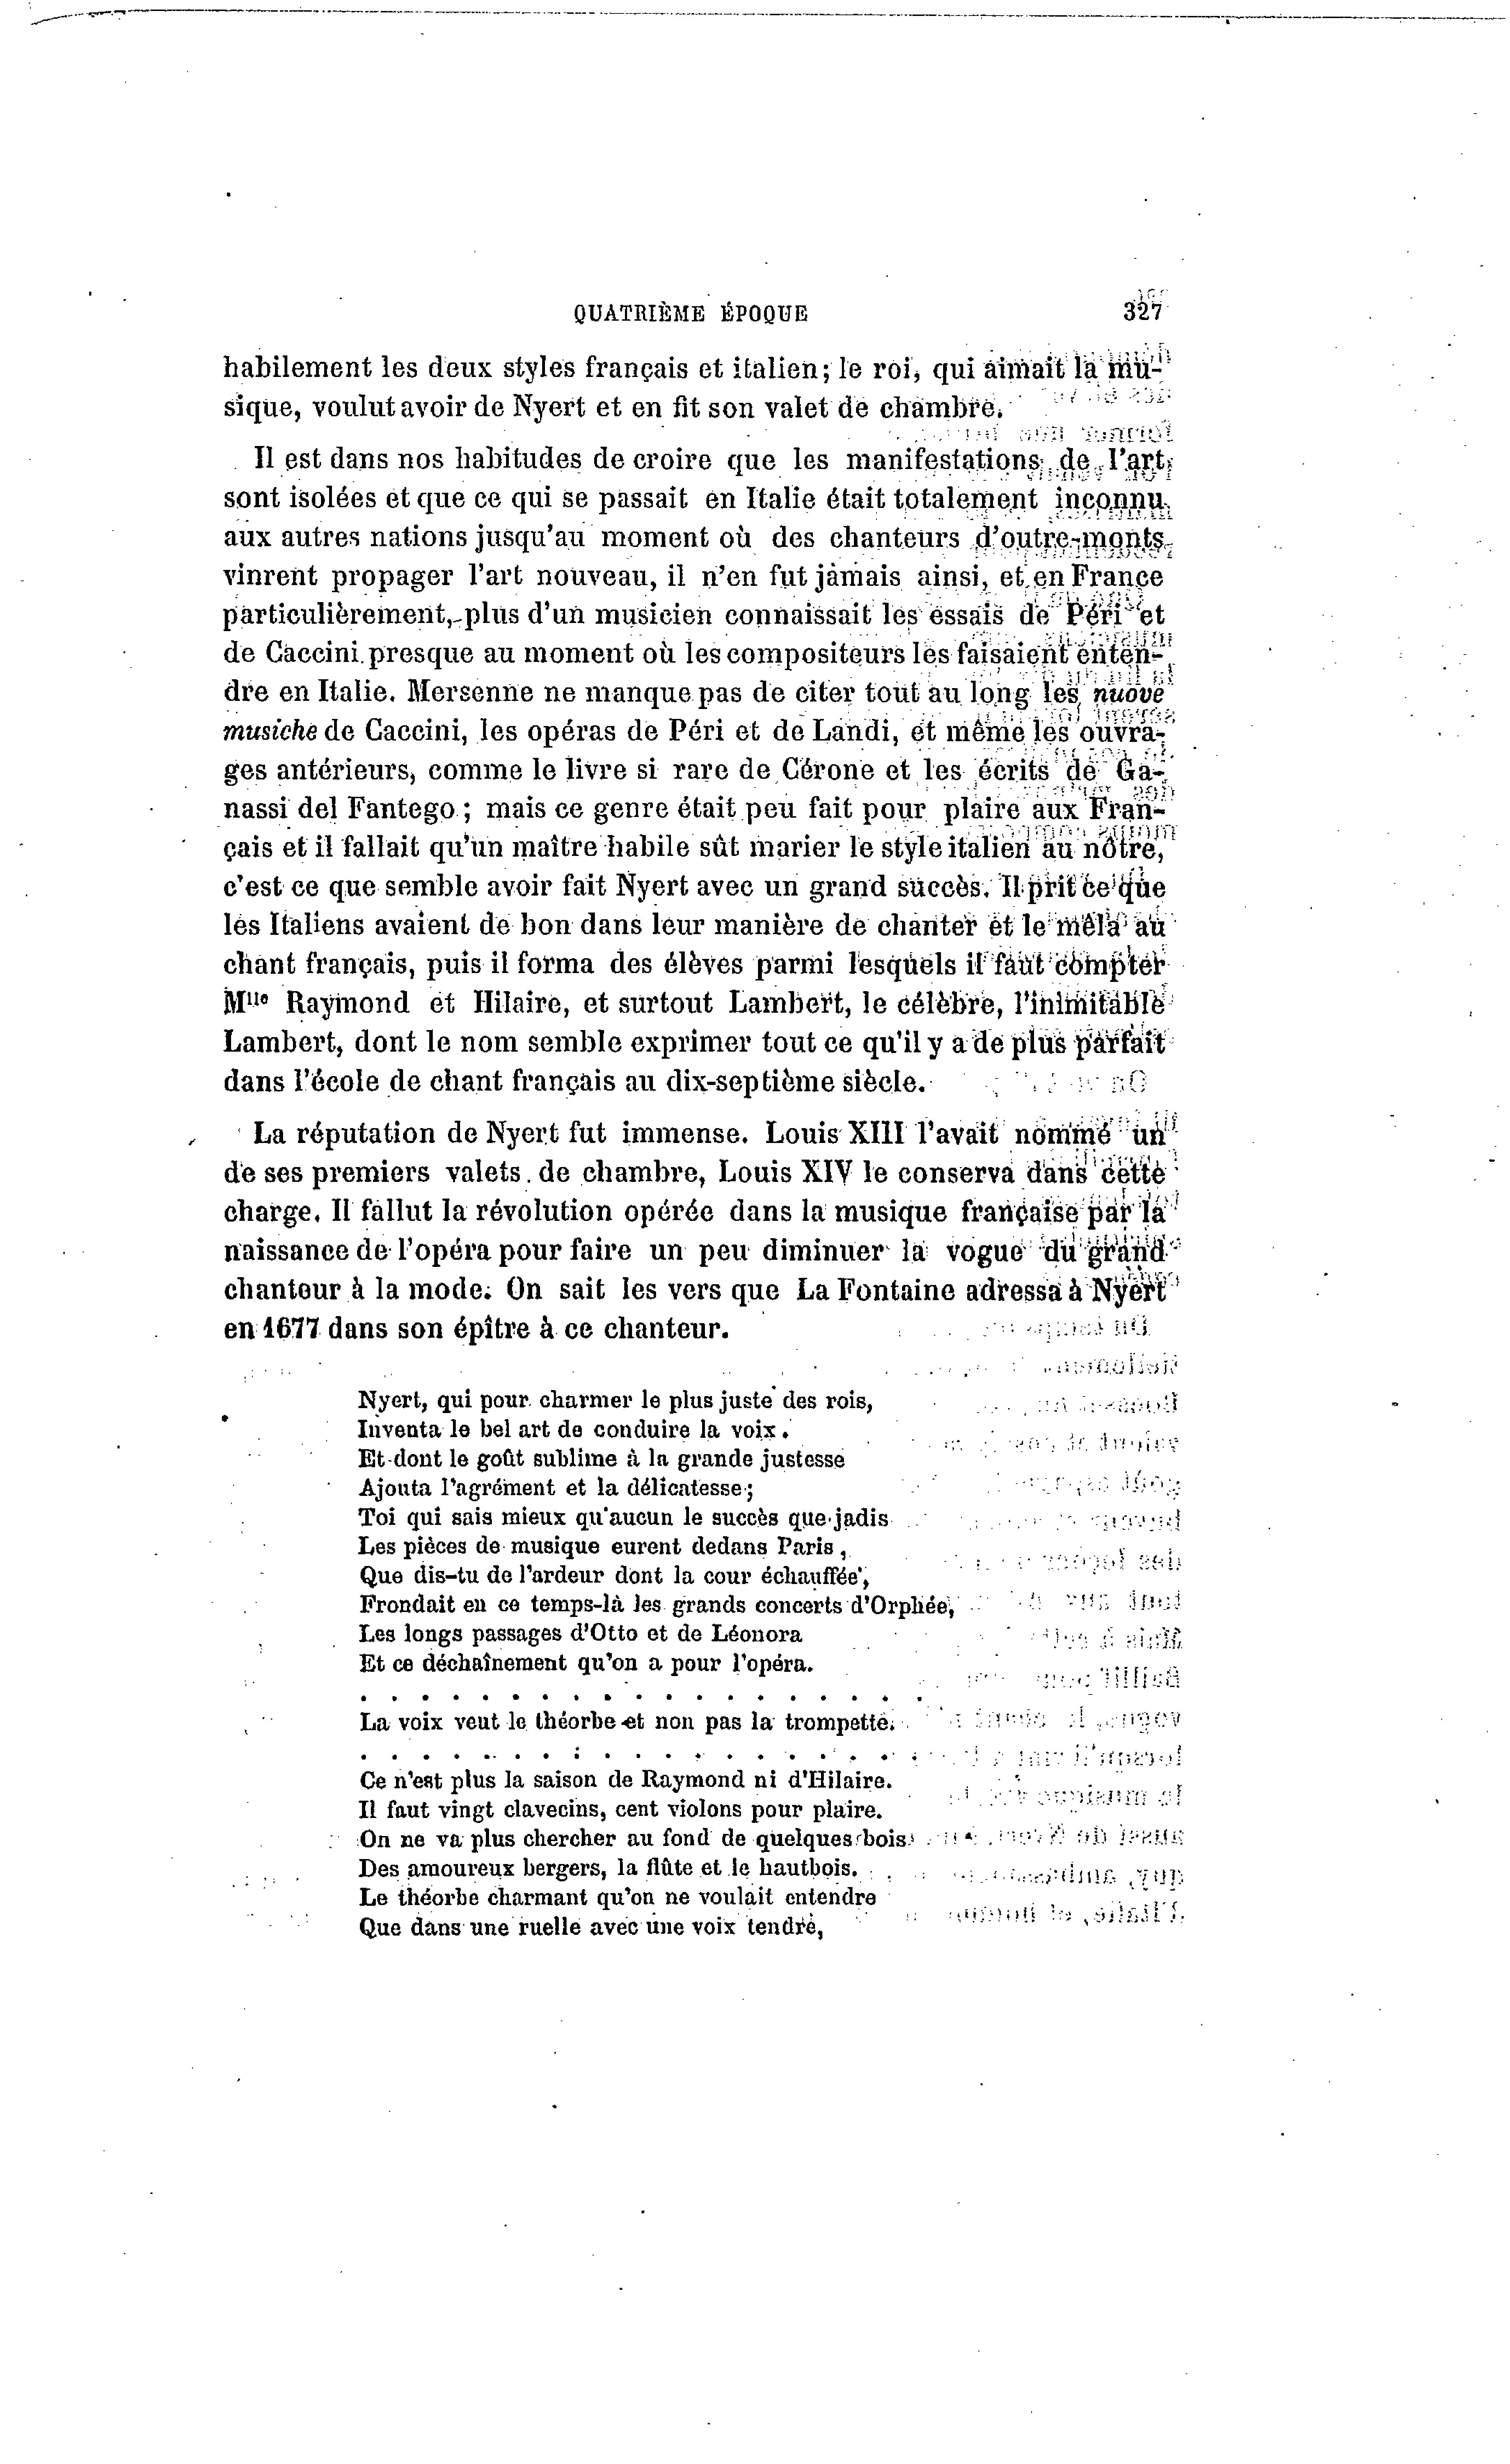 QUATRIÈME ÉPOQUE 327
habilement les deux styles français et italien; le roi, qui aimait la mu-
sique, voulut avoir de Nyert et en fit son valet de chambre.
Il est dans nos habitudes de croire que les manifestations de l'art
sont isolées et que ce qui se passait en Italie était totalement inconnu
aux autres nations jusqu'au moment où des chanteurs d'outre-monts
vinrent propager l'art nouveau, il n'en fut jamais ainsi, et en France
particulièrement, plus d'un musicien connaissait les essais de Péri et
de Caccini presque au moment où les compositeurs les faisaient enten-
dre en Italie. Mersenne ne manque pas de citer tout au long les nuove
musiche de Caccini, les opéras de Péri et de Landi, et même les ouvra-
ges antérieurs, comme le livre si rare de Cérone et les écrits de Ga-
nassi del Fantego; mais ce genre était peu fait pour plaire aux Fran-
çais et il fallait qu'un maître habile sût marier le style italien au nôtre,
c'est ce que semble avoir fait Nyert avec un grand succès. Il prit ce que
les Italiens avaient de bon dans leur manière de chanter et le mêla au
chant français, puis il forma des élèves parmi lesquels il faut compter
Mlle Raymond et Hilaire, et surtout Lambert, le célèbre, l'inimitable
Lambert, dont le nom semble exprimer tout ce qu'il y a de plus parfait
dans l'école de chant français au dix-septième siècle.
La réputation de Nyert fut immense. Louis XIII l'avait nommé un
de ses premiers valets de chambre, Louis XIV le conserva dans cette
charge. Il fallut la révolution opérée dans la musique française par la
naissance de l'opéra pour faire un peu diminuer la vogue du grand
chanteur à la mode. On sait les vers que La Fontaine adressa à Nyert
en 1677 dans son épître à ce chanteur.
Nyert, qui pour charmer le plus juste des rois,
Inventa le bel art de conduire la voix.
Et dont le goût sublime à la grande justesse
Ajouta l'agrément et la délicatesse;
Toi qui sais mieux qu'aucun le succès que jadis
Les pièces de musique eurent dedans Paris,
Que dis-tu de l'ardeur dont la cour échauffée,
Frondait en ce temps-là les grands concerts d'Orphée,
Les longs passages d'Otto et de Léonora
Et ce déchaînement qu'on a pour l'opéra.
. . . . . . . . . . . . . . . . . . .
La voix veut le théorbe et non pas la trompette.
. . . . . . . . . . . . . . . . . . .
Ce n'est plus la saison de Raymond ni d'Hilaire.
Il faut vingt clavecins, cent violons pour plaire.
On ne va plus chercher au fond de quelques bois
Des amoureux bergers, la flûte et le hautbois.
Le théorbe charmant qu'on ne voulait entendre
Que dans une ruelle avec une voix tendre,